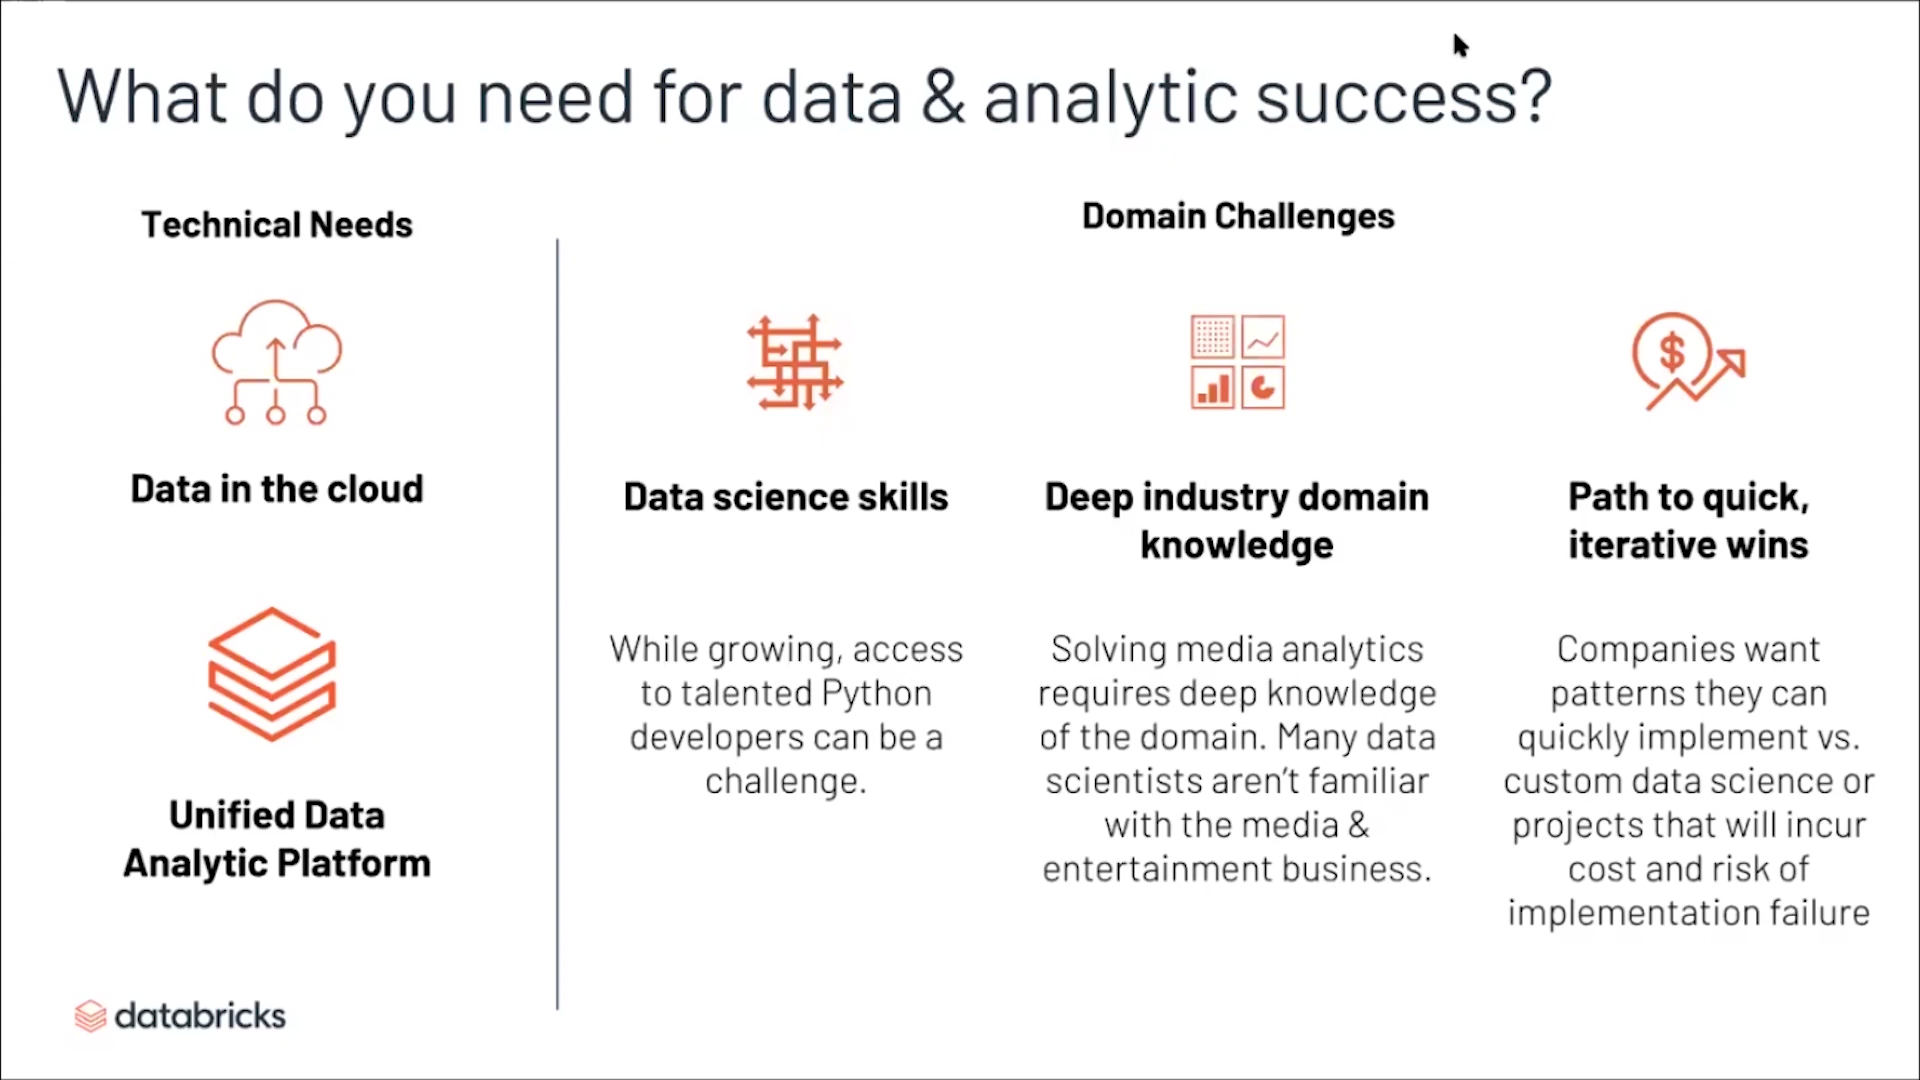 What do you need for data & analytic success?
Technical Needs
Data in the cloud
Unified Data
Analytic Platform
Domain Challenges
Data science skills
While growing, access
to talented Python
developers can be a
challenge.
Deep industry domain
knowledge
Solving media analytics
requires deep knowledge
of the domain. Many data
scientists aren’t familiar
with the media &
entertainment business.
Path to quick,
iterative wins
Companies want
patterns they can
quickly implement vs.
custom data science or
projects that will incur
cost and risk of
implementation failure
databricks